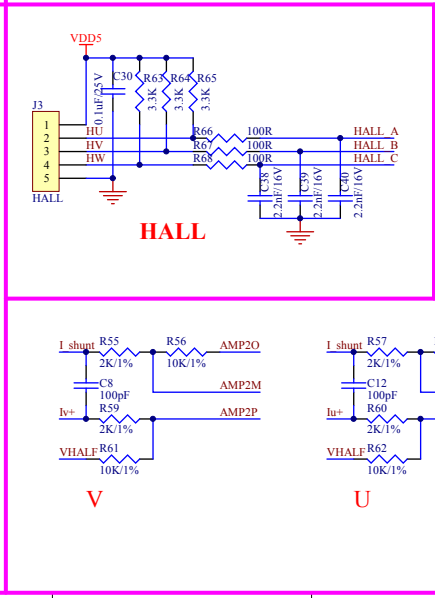 VDD5
C30
0.1uF/25V
R63
3.3K
R64
3.3K
R65
3.3K
J3
1
2
3
4
5
HALL
HU
HV
HW
R66
100R
HALL_A
R67
100R
HALL_B
R68
100R
HALL_C
C38
2.2nF/16V
C39
2.2nF/16V
C40
2.2nF/16V
HALL
I_shunt
R55
2K/1%
R56
10K/1%
AMP2O
AMP2M
C8
100pF
Iv+
R59
2K/1%
AMP2P
VHALF
R61
10K/1%
V
I_shunt
R57
2K/1%
C12
100pF
Iu+
R60
2K/1%
VHALF
R62
10K/1%
U